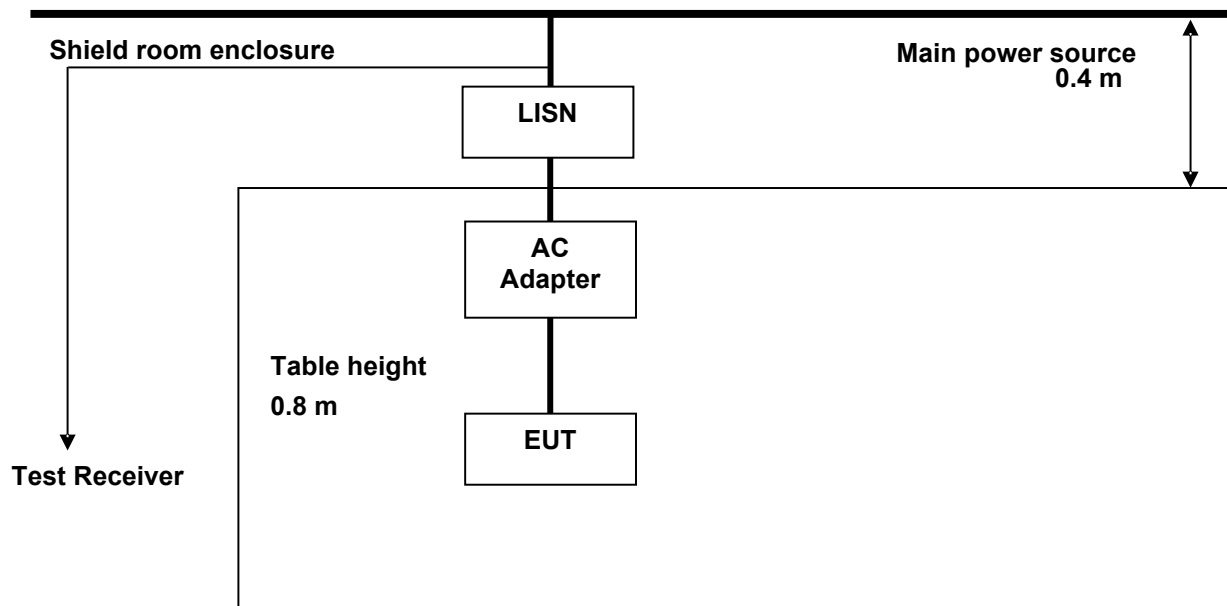 Shield room enclosure
Main power source
0.4 m
LISN
AC
Adapter
Table height
0.8 m
EUT
Test Receiver